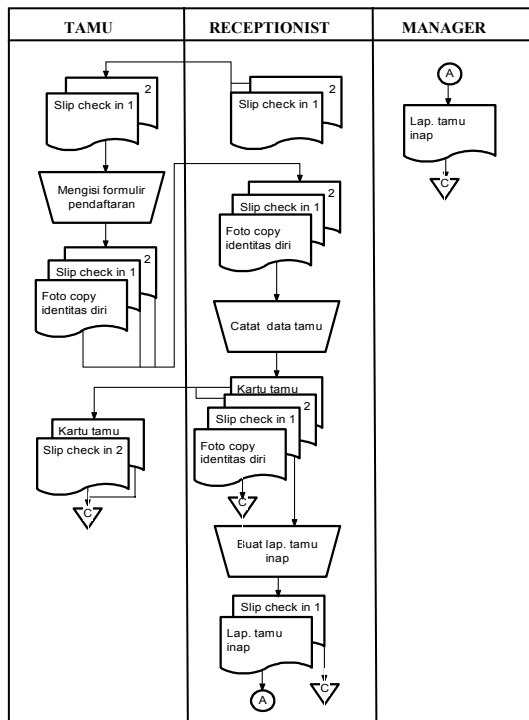 TAMU
RECEPTIONIST
MANAGER
2
Slip check in 1
2
Slip check in 1
A
Lap. tamu
inap
C
Mengisi formulir
pendaftaran
2
Slip check in 1
Foto copy
identitas diri
2
Slip check in 1
Foto copy
identitas diri
Catat data tamu
Kartu tamu
2
Slip check in 1
Foto copy
identitas diri
C
Kartu tamu
Slip check in 2
C
Buat lap. tamu
inap
Slip check in 1
Lap. tamu
inap
A
C